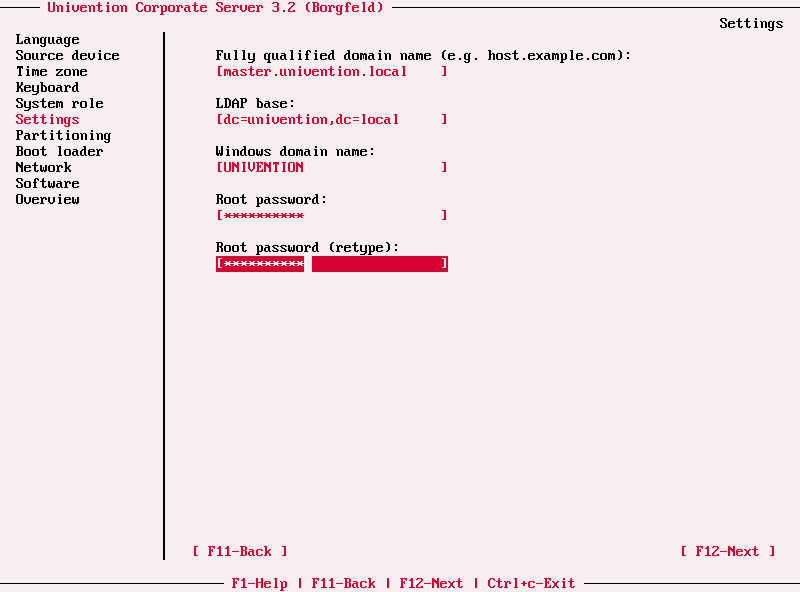 Univention Corporate Server 3.2 (Borgfeld)
Settings
Language
Source device
Time zone
Keyboard
System role
Settings
Partitioning
Boot loader
Network
Software
Overview
Fully qualified domain name (e.g. host.example.com):
[master.univention.local ]
LDAP base:
[dc=univention,dc=local ]
Windows domain name:
[UNIVENTION ]
Root password:
[********** ]
Root password (retype):
[********** ]
[ F11-Back ]
[ F12-Next ]
F1-Help | F11-Back | F12-Next | Ctrl+c-Exit